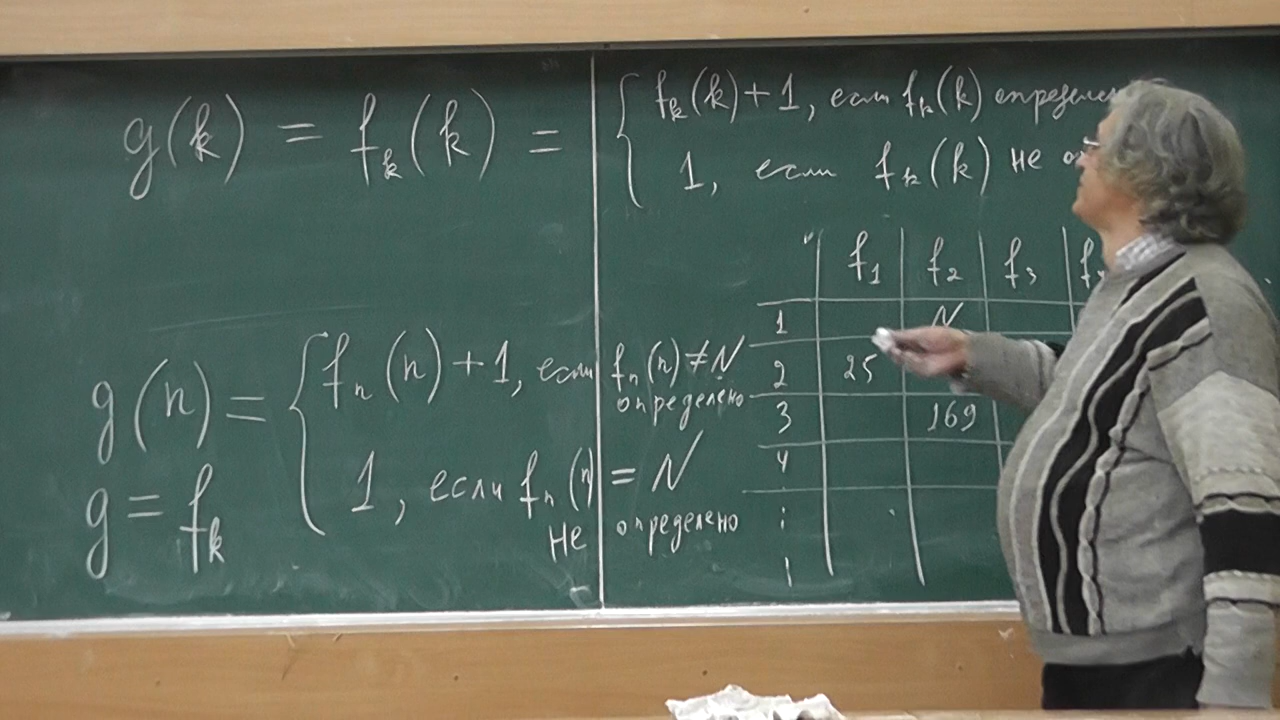 g(k) = f_k(k) = { f_k(k)+1, если f_k(k)
1, если f_k(k) не
f_1 f_2 f_3
1 N
g(n) = { f_n(n)+1, если f_n(n) ≠ N
определено
2 25
3 169
1, если f_n(n) = N
не определено
4
g = f_k